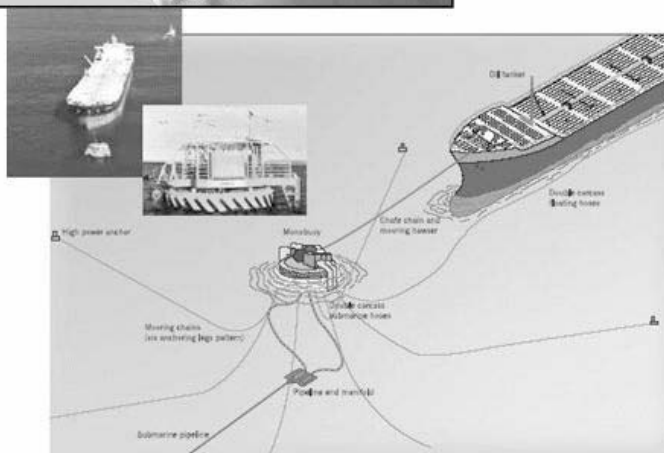 Oil tanker
Double carcass
floating hoses
Chafe chain and
mooring hawser
High power anchor
Monobuoy
Double carcass
submarine hoses
Mooring chains
(six anchoring legs pattern)
Pipeline end manifold
Submarine pipeline